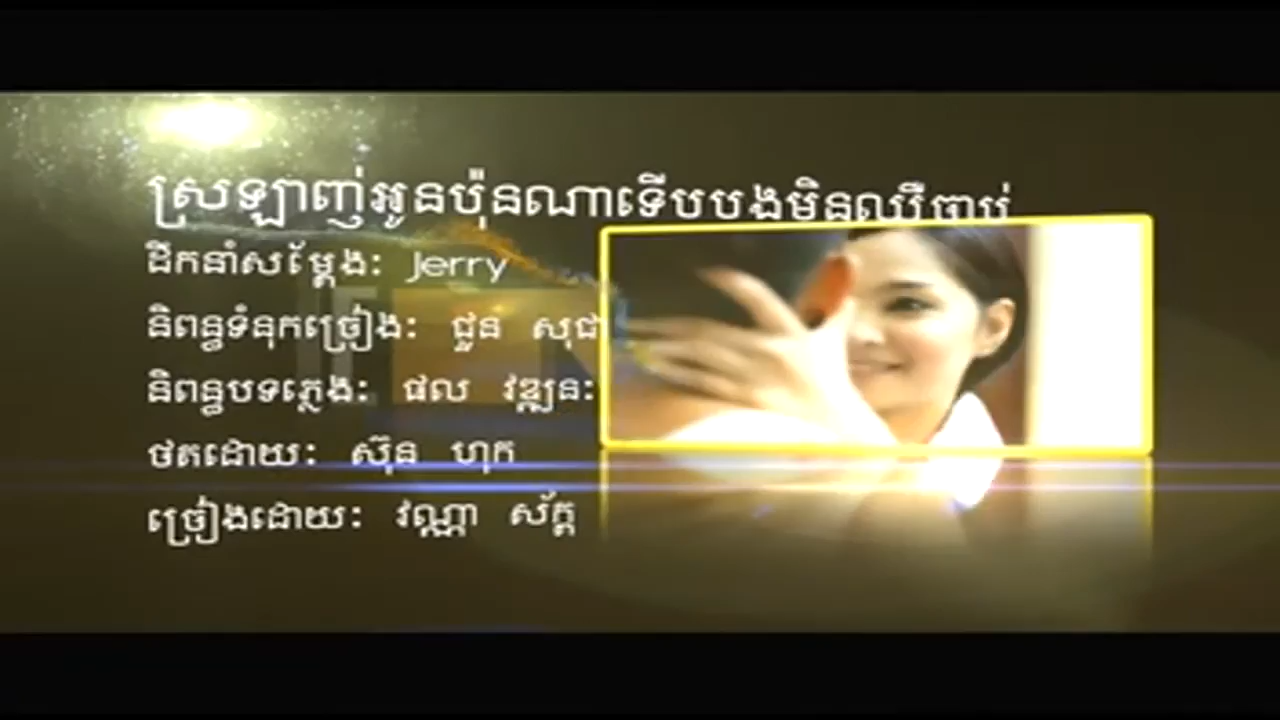 ស្រឡាញ់អូនប៉ុនណាទើបបងមិនឈឺចាប់
ដឹកនាំសម្តែង: Jerry
និពន្ធទំនុកច្រៀង: ជួន សុជា
និពន្ធបទភ្លេង: ផល វឌ្ឍនៈ
ថតដោយ: ស៊ុន ហុក
ច្រៀងដោយ: វណ្ណា ស័ក្ត